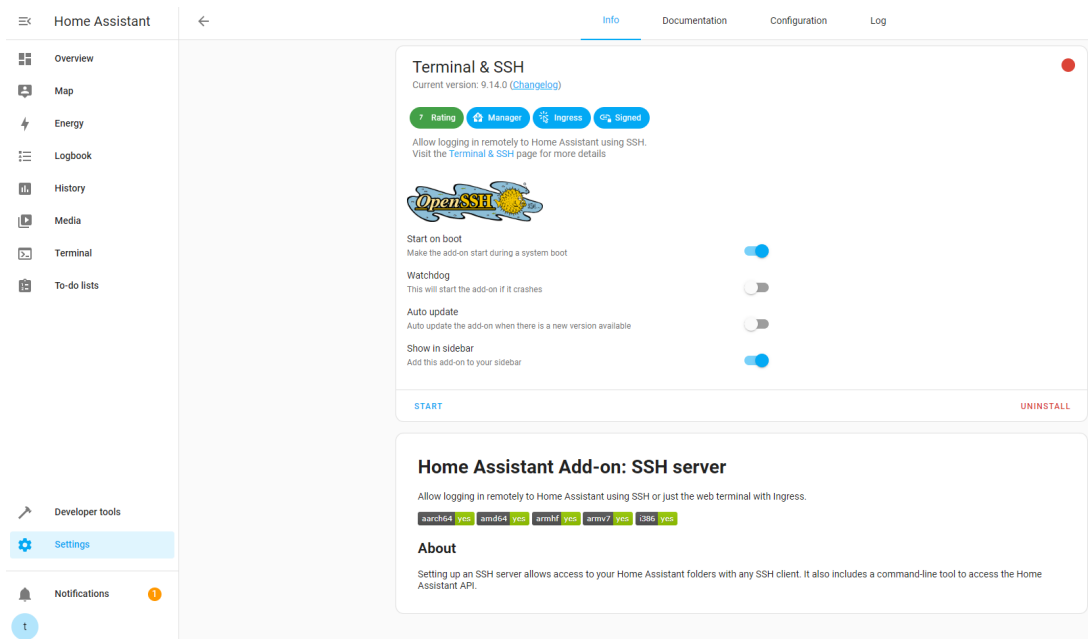 Home Assistant
Overview
Map
Energy
Logbook
History
Media
Terminal
To-do lists
Developer tools
Settings
Notifications
1
t
Info
Documentation
Configuration
Log
Terminal & SSH
Current version: 9.14.0 (Changelog)
7 Rating
Manager
Ingress
Signed
Allow logging in remotely to Home Assistant using SSH.
Visit the Terminal & SSH page for more details
OpenSSH
Start on boot
Make the add-on start during a system boot
Watchdog
This will start the add-on if it crashes
Auto update
Auto update the add-on when there is a new version available
Show in sidebar
Add this add-on to your sidebar
START
UNINSTALL
Home Assistant Add-on: SSH server
Allow logging in remotely to Home Assistant using SSH or just the web terminal with Ingress.
aarch64 yes amd64 yes armhf yes armv7 yes i386 yes
About
Setting up an SSH server allows access to your Home Assistant folders with any SSH client. It also includes a command-line tool to access the Home
Assistant API.